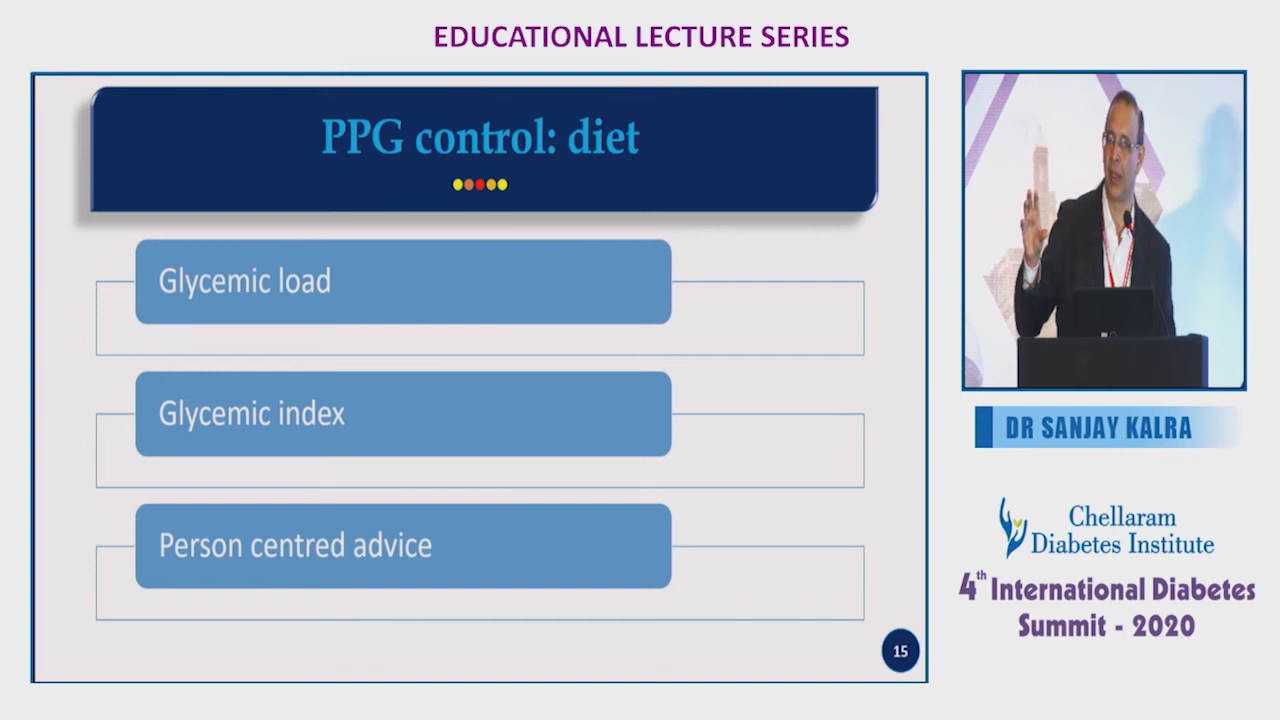 EDUCATIONAL LECTURE SERIES
PPG control: diet
Glycemic load
Glycemic index
Person centred advice
15
DR SANJAY KALRA
Chellaram
Diabetes Institute
4th International Diabetes
Summit - 2020